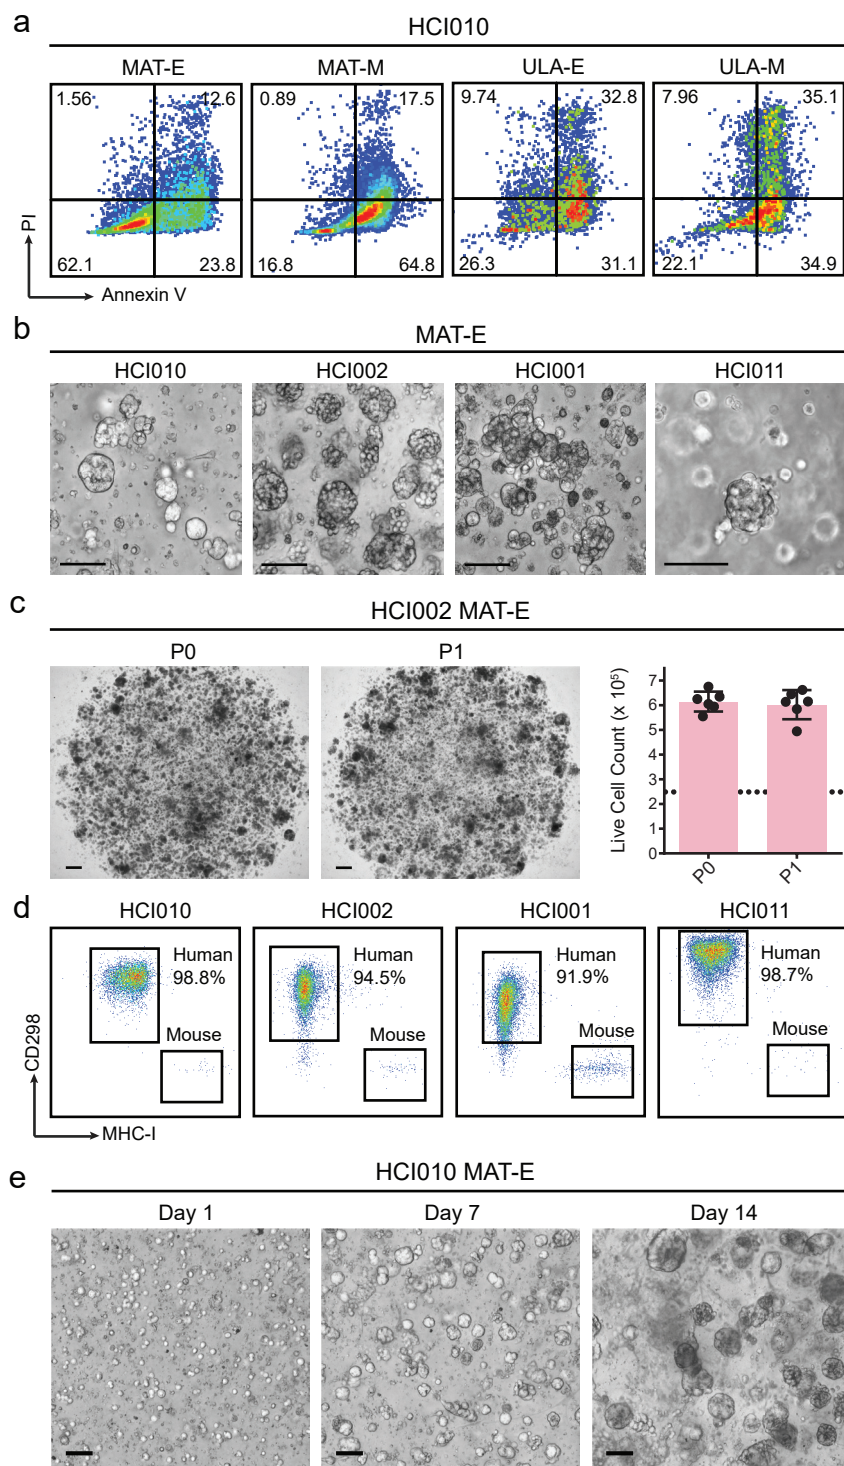 a
HCI010
MAT-E MAT-M ULA-E ULA-M
1.56 12.6 0.89 17.5 9.74 32.8 7.96 35.1
62.1 23.8 16.8 64.8 26.3 31.1 22.1 34.9
PI
Annexin V
b
MAT-E
HCI010 HCI002 HCI001 HCI011
c
HCI002 MAT-E
P0 P1
Live Cell Count (x 10⁵)
7
6
5
4
3
2
1
0
P0 P1
d
HCI010 HCI002 HCI001 HCI011
Human Human Human Human
98.8% 94.5% 91.9% 98.7%
Mouse Mouse Mouse Mouse
CD298
MHC-I
e
HCI010 MAT-E
Day 1 Day 7 Day 14